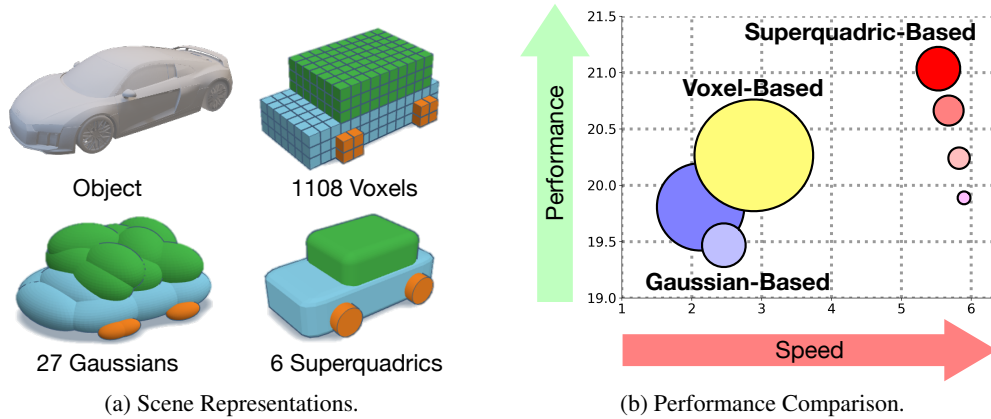 Object
1108 Voxels
27 Gaussians
6 Superquadrics
(a) Scene Representations.
Performance
21.5
21.0
20.5
20.0
19.5
19.0
1 2 3 4 5 6
Superquadric-Based
Voxel-Based
Gaussian-Based
Speed
(b) Performance Comparison.